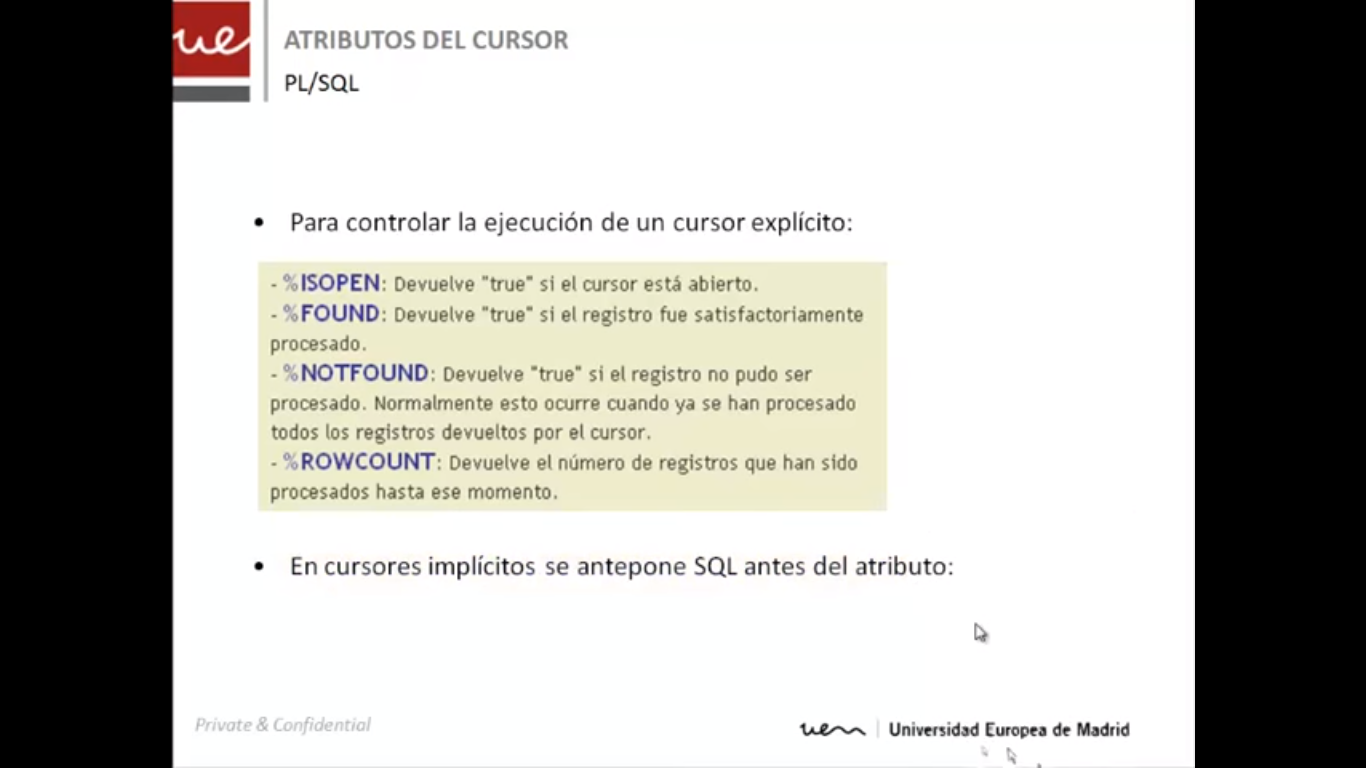 ue
ATRIBUTOS DEL CURSOR
PL/SQL
• Para controlar la ejecución de un cursor explícito:
- %ISOPEN: Devuelve "true" si el cursor está abierto.
- %FOUND: Devuelve "true" si el registro fue satisfactoriamente
procesado.
- %NOTFOUND: Devuelve "true" si el registro no pudo ser
procesado. Normalmente esto ocurre cuando ya se han procesado
todos los registros devueltos por el cursor.
- %ROWCOUNT: Devuelve el número de registros que han sido
procesados hasta ese momento.
• En cursores implícitos se antepone SQL antes del atributo:
Private & Confidential
uem Universidad Europea de Madrid